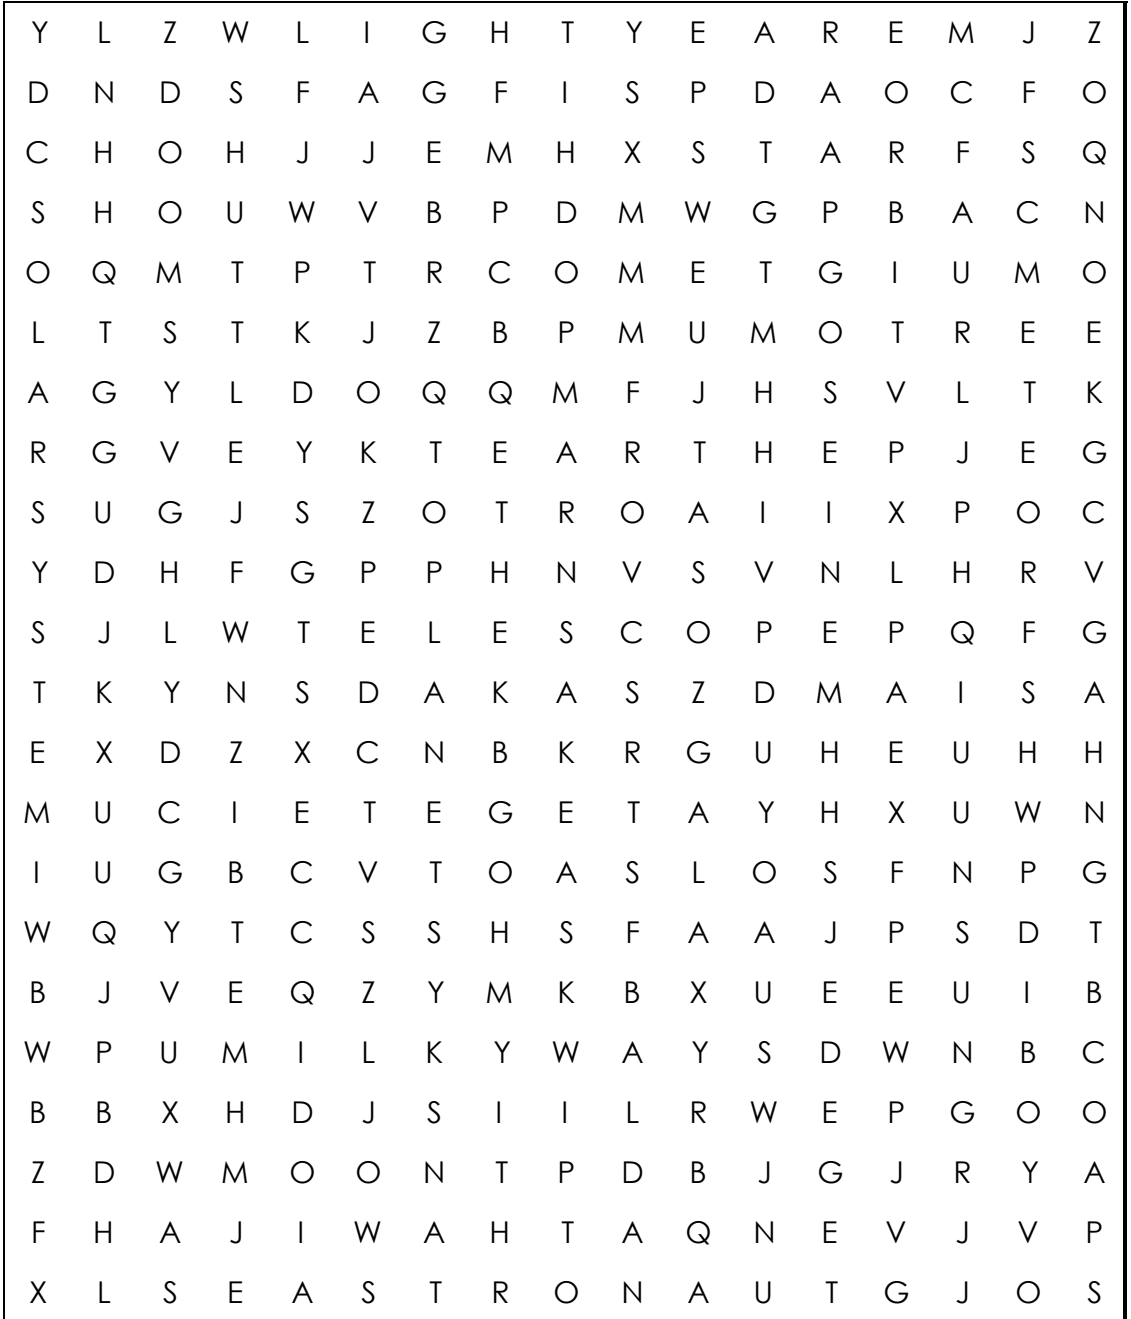 Y L Z W L I G H T Y E A R E M J Z
D N D S F A G F I S P D A O C F O
C H O H J J E M H X S T A R F S Q
S H O U W V B P D M W G P B A C N
O Q M T P T R C O M E T G I U M O
L T S T K J Z B P M U M O T R E E
A G Y L D O Q Q M F J H S V L T K
R G V E Y K T E A R T H E P J E G
S U G J S Z O T R O A I I X P O C
Y D H F G P P H N V S V N L H R V
S J L W T E L E S C O P E P Q F G
T K Y N S D A K A S Z D M A I S A
E X D Z X C N B K R G U H E U H H
M U C I E T E G E T A Y H X U W N
I U G B C V T O A S L O S F N P G
W Q Y T C S S H S F A A J P S D T
B J V E Q Z Y M K B X U E E U I B
W P U M I L K Y W A Y S D W N B C
B B X H D J S I I L R W E P G O O
Z D W M O O N T P D B J G J R Y A
F H A J I W A H T A Q N E V J V P
X L S E A S T R O N A U T G J O S